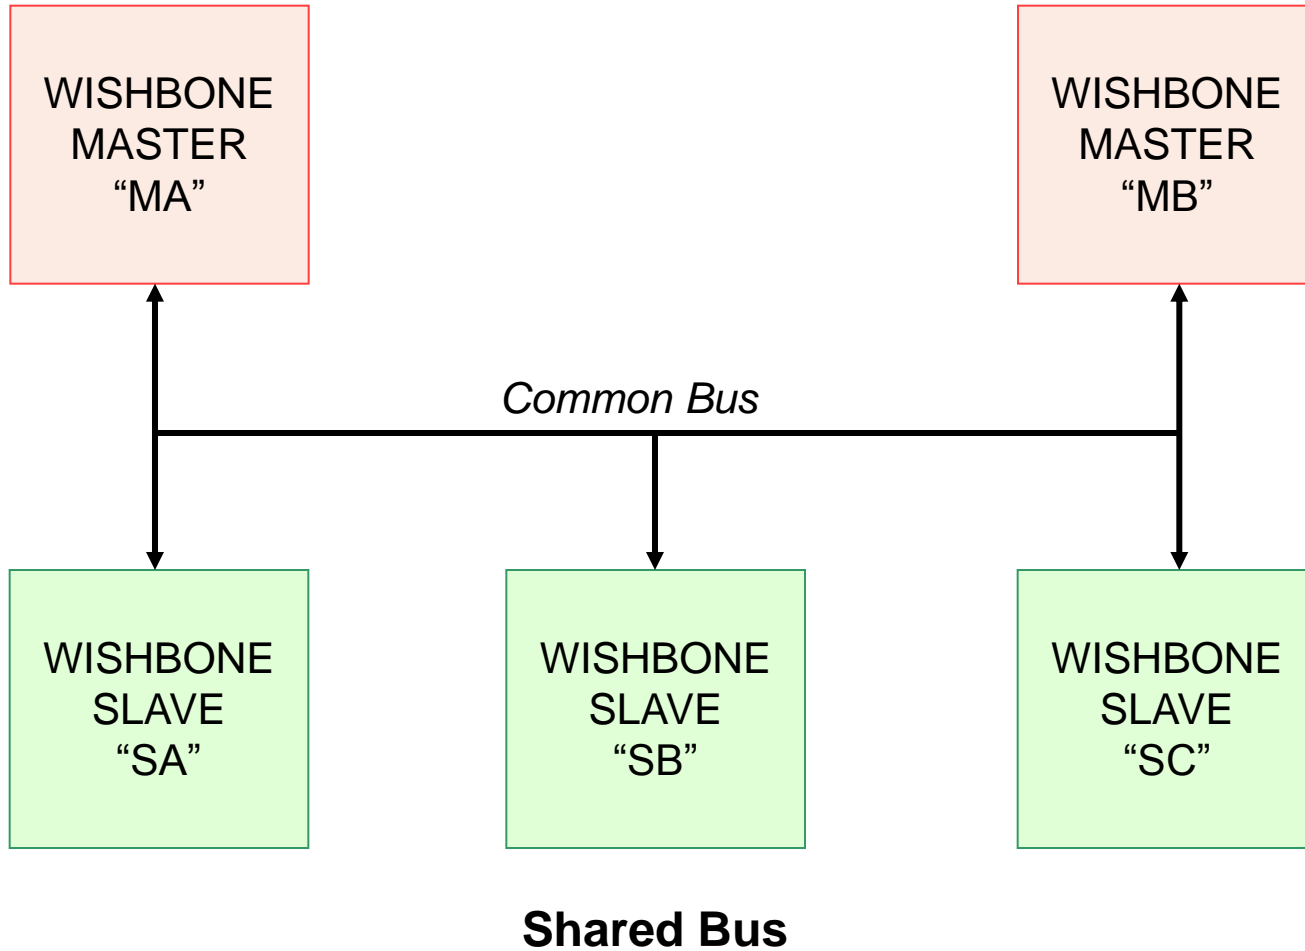 WISHBONE
MASTER
“MA”
WISHBONE
MASTER
“MB”
Common Bus
WISHBONE
SLAVE
“SA”
WISHBONE
SLAVE
“SB”
WISHBONE
SLAVE
“SC”
Shared Bus